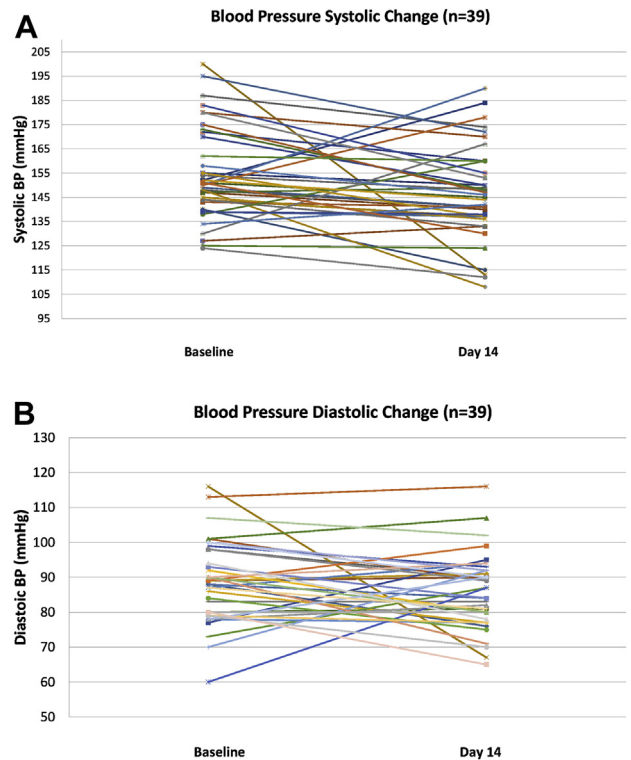 A
Blood Pressure Systolic Change (n=39)
Systolic BP (mmHg)
205
195
185
175
165
155
145
135
125
115
105
95
Baseline
Day 14
B
Blood Pressure Diastolic Change (n=39)
Diastoic BP (mmHg)
130
120
110
100
90
80
70
60
50
Baseline
Day 14